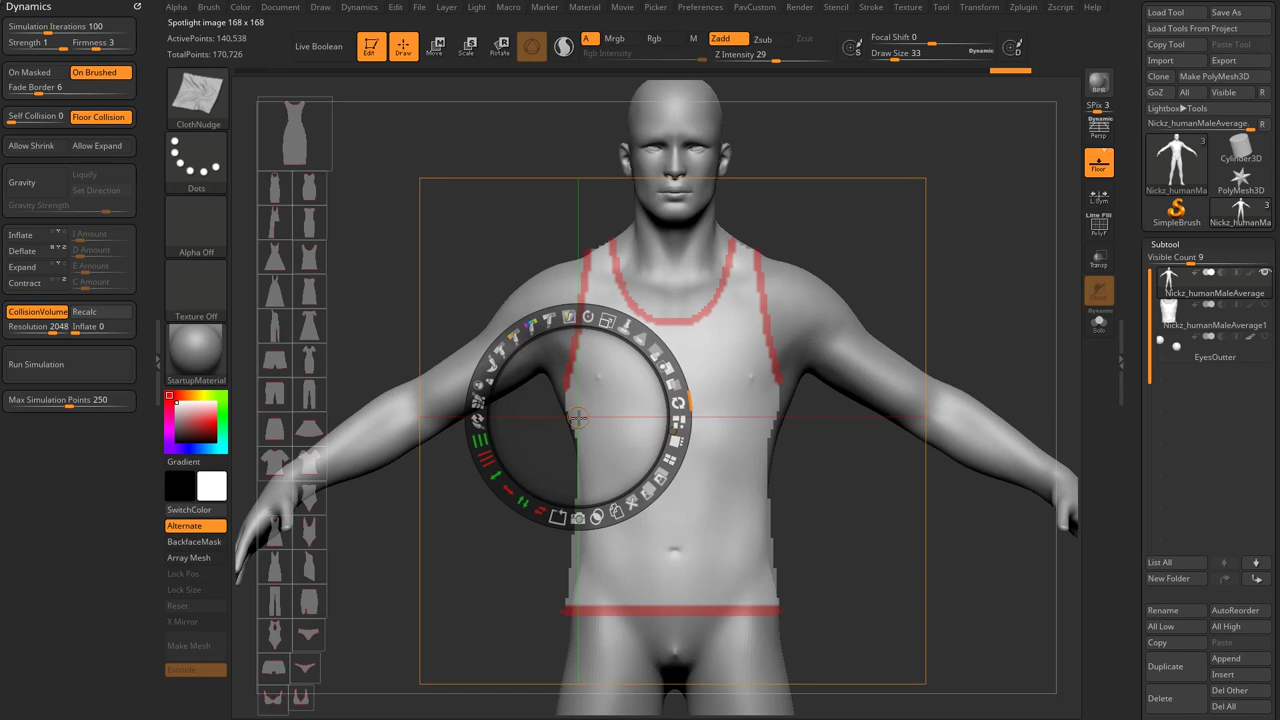 Dynamics
Simulation Iterations 100
Strength 1 Firmness 3
On Masked On Brushed
Fade Border 6
Self Collision 0 Floor Collision
Allow Shrink Allow Expand
Gravity Liquify
Set Direction
Gravity Strength
Inflate I Amount
Deflate D Amount
Expand E Amount
Contract C Amount
CollisionVolume Recalc
Resolution 2048 Inflate 0
Run Simulation
Max Simulation Points 250
Alpha Brush Color Document Draw Dynamics Edit File Layer Light Macro Marker Material Movie Picker Preferences PavCustom Render Stencil Stroke Texture Tool Transform Zplugin Zscript Help
Spotlight image 168 x 168
ActivePoints: 140,538
TotalPoints: 170,726
Live Boolean
Edit Draw Move Scale Rotate
A Mrgb Rgb M Zadd Zsub Zcut
Rgb Intensity Z Intensity 29
S Focal Shift 0
Draw Size 33 Dynamic D
ClothNudge
Dots
Alpha Off
Texture Off
StartupMaterial
Gradient
SwitchColor
Alternate
BackfaceMask
Array Mesh
Lock Pos
Lock Size
Reset
X Mirror
Make Mesh
Extrude
BPR
SPix 3
Dynamic
Persp
Floor
L.Sym
Line Fill
PolyF
Transp
Dynamic
Solo
Load Tool Save As
Load Tools From Project
Copy Tool Paste Tool
Import Export
Clone Make PolyMesh3D
GoZ All Visible R
Lightbox▶Tools
Nickz_humanMaleAverage. R
3
Cylinder3D
Nickz_humanMa PolyMesh3D
3
SimpleBrush Nickz_humanMa
Subtool
Visible Count 9
Nickz_humanMaleAverage
Nickz_humanMaleAverage1
EyesOutter
List All
New Folder
Rename AutoReorder
All Low All High
Copy Paste
Duplicate Append
Insert
Delete Del Other
Del All